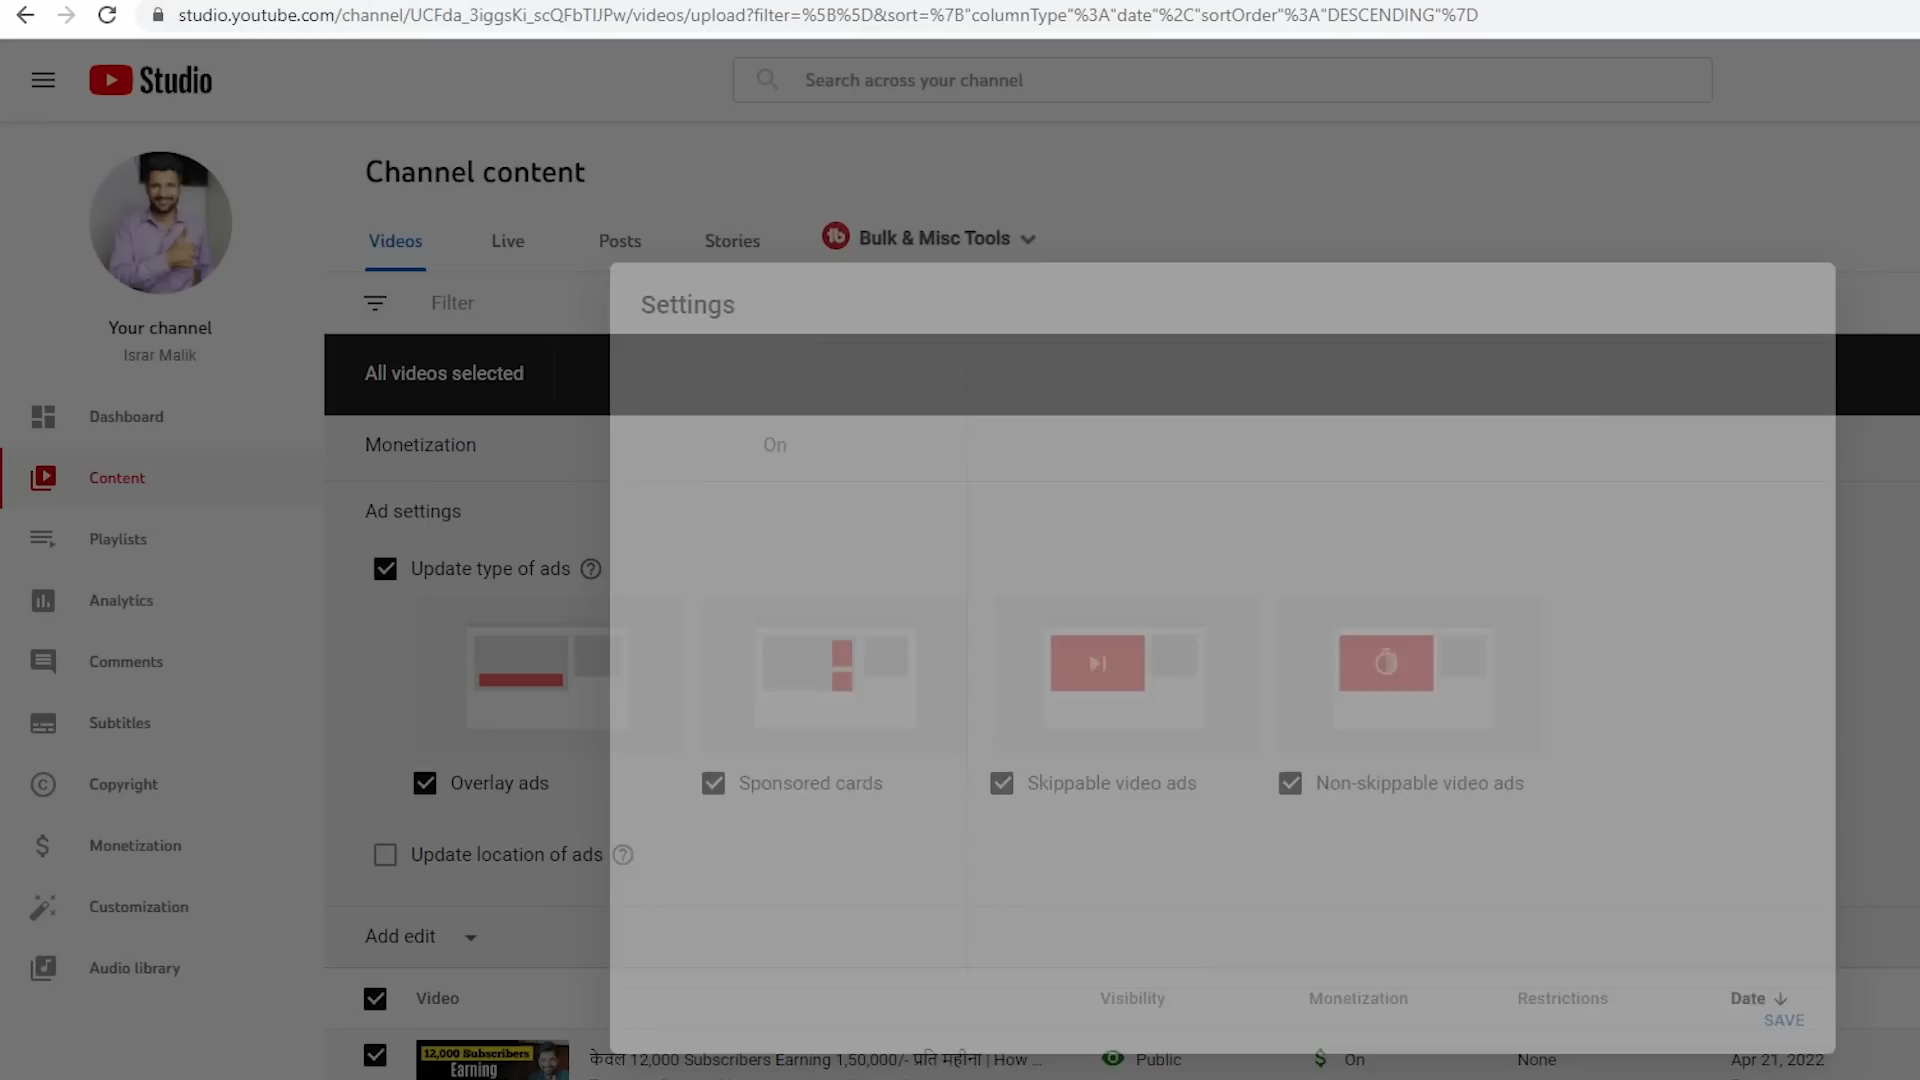 studio.youtube.com/channel/UCFda_3iggsKi_scQFbTIJPw/videos/upload?filter=%5B%5D&sort=%7B"columnType"%3A"date"%2C"sortOrder"%3A"DESCENDING"%7D
Studio
Search across your channel
Channel content
Videos
Live
Posts
Stories
tb
Bulk & Misc Tools
Filter
Settings
Your channel
Israr Malik
All videos selected
Dashboard
Monetization
On
Content
Ad settings
Playlists
Update type of ads
Analytics
Comments
Subtitles
Overlay ads
Sponsored cards
Skippable video ads
Non-skippable video ads
Copyright
Monetization
Update location of ads
Customization
Add edit
Audio library
Video
Visibility
Monetization
Restrictions
Date
SAVE
12,000 Subscribers
Earning
केवल 12,000 Subscribers Earning 1,50,000/- प्रति महीना | How ...
Public
On
None
Apr 21, 2022